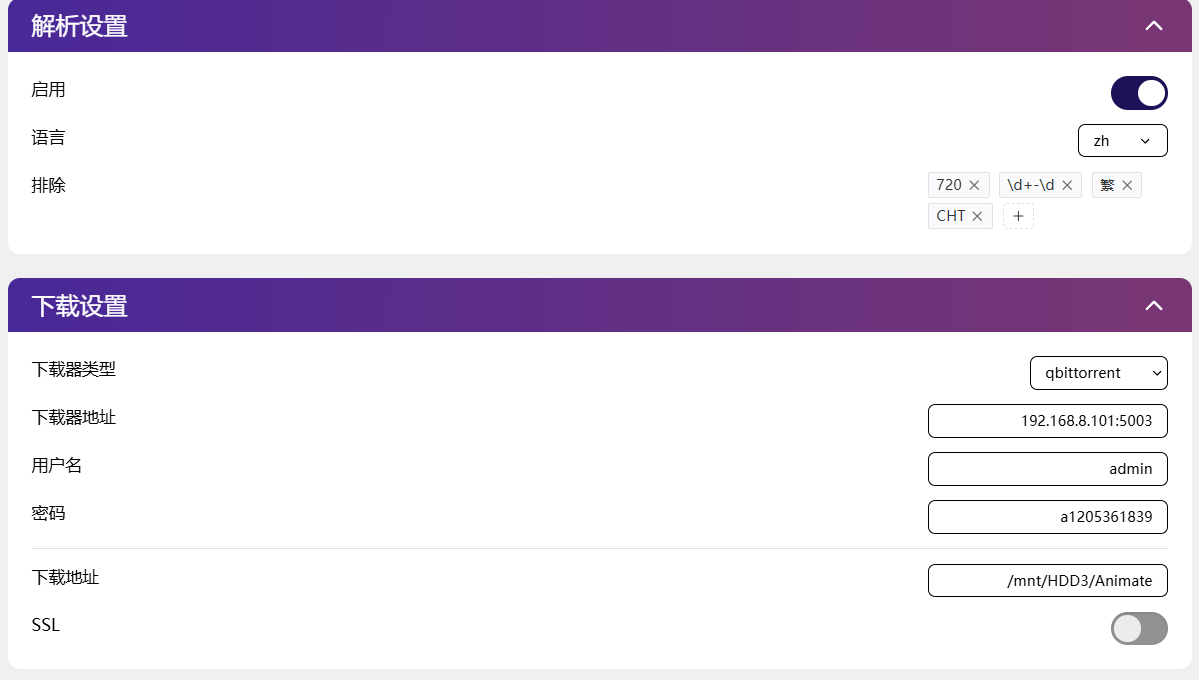 解析设置
启用
语言 zh
排除 720 \d+-\d 繁
CHT
下载设置
下载器类型 qbittorrent
下载器地址 192.168.8.101:5003
用户名 admin
密码 a1205361839
下载地址 /mnt/HDD3/Animate
SSL